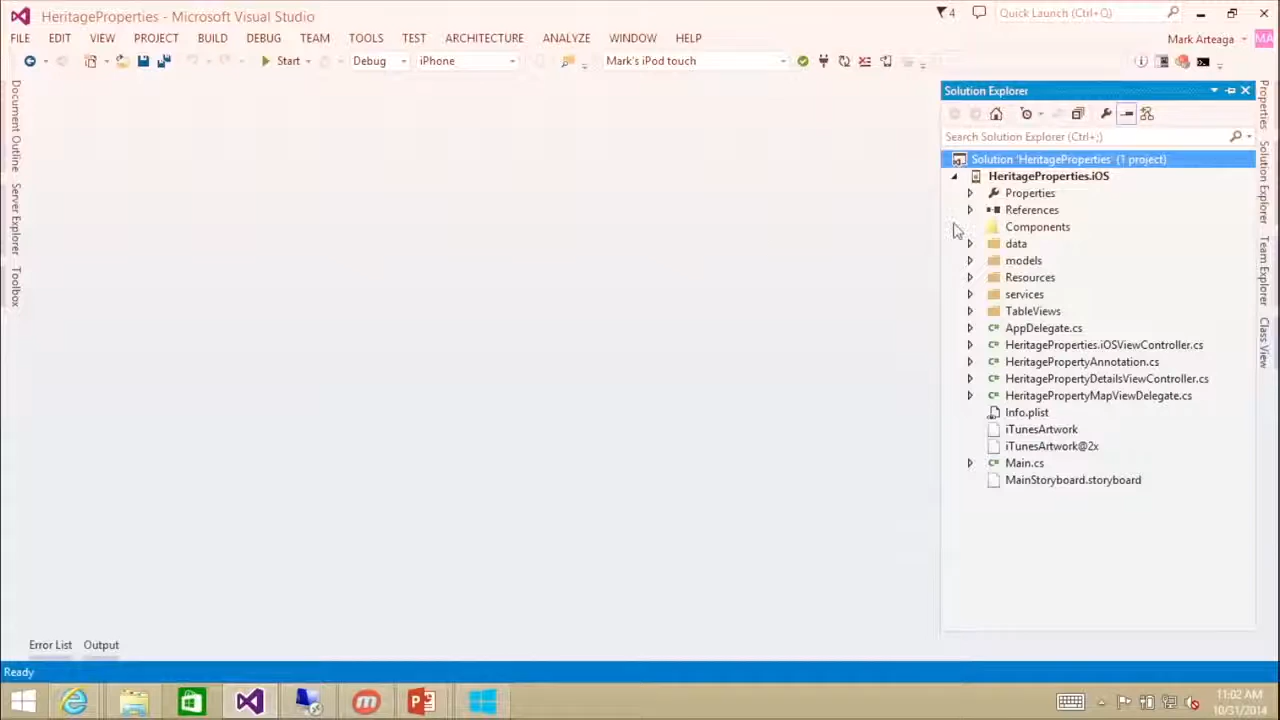 HeritageProperties - Microsoft Visual Studio
4
Quick Launch (Ctrl+Q)
FILE EDIT VIEW PROJECT BUILD DEBUG TEAM TOOLS TEST ARCHITECTURE ANALYZE WINDOW HELP
Mark Arteaga
MA
Start Debug iPhone Mark's iPod touch
Document Outline
Server Explorer
Toolbox
Solution Explorer
Search Solution Explorer (Ctrl+;)
Solution 'HeritageProperties' (1 project)
HeritageProperties.iOS
Properties
References
Components
data
models
Resources
services
TableViews
AppDelegate.cs
HeritageProperties.iOSViewController.cs
HeritagePropertyAnnotation.cs
HeritagePropertyDetailsViewController.cs
HeritagePropertyMapViewDelegate.cs
Info.plist
iTunesArtwork
iTunesArtwork@2x
Main.cs
MainStoryboard.storyboard
Properties
Solution Explorer
Team Explorer
Class View
Error List Output
Ready
11:02 AM
10/31/2014